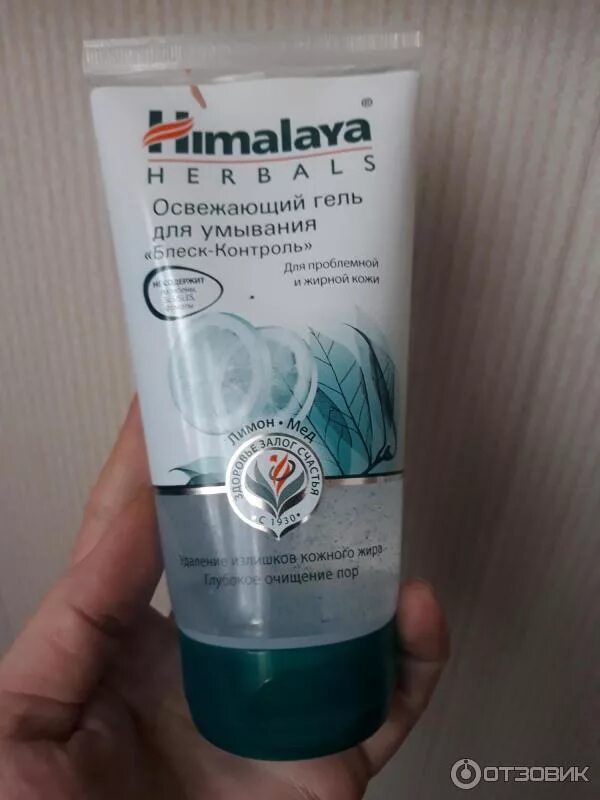 Himalaya®
HERBALS
Освежающий гель
для умывания
«Блеск-Контроль»
Для проблемной
и жирной кожи
НЕ СОДЕРЖИТ
Лимон • Мед
ЗДОРОВЬЕ ЗАЛОГ СЧАСТЬЯ
• С 1930 •
Удаление излишков кожного жира
Глубокое очищение пор
ОТЗОВИК